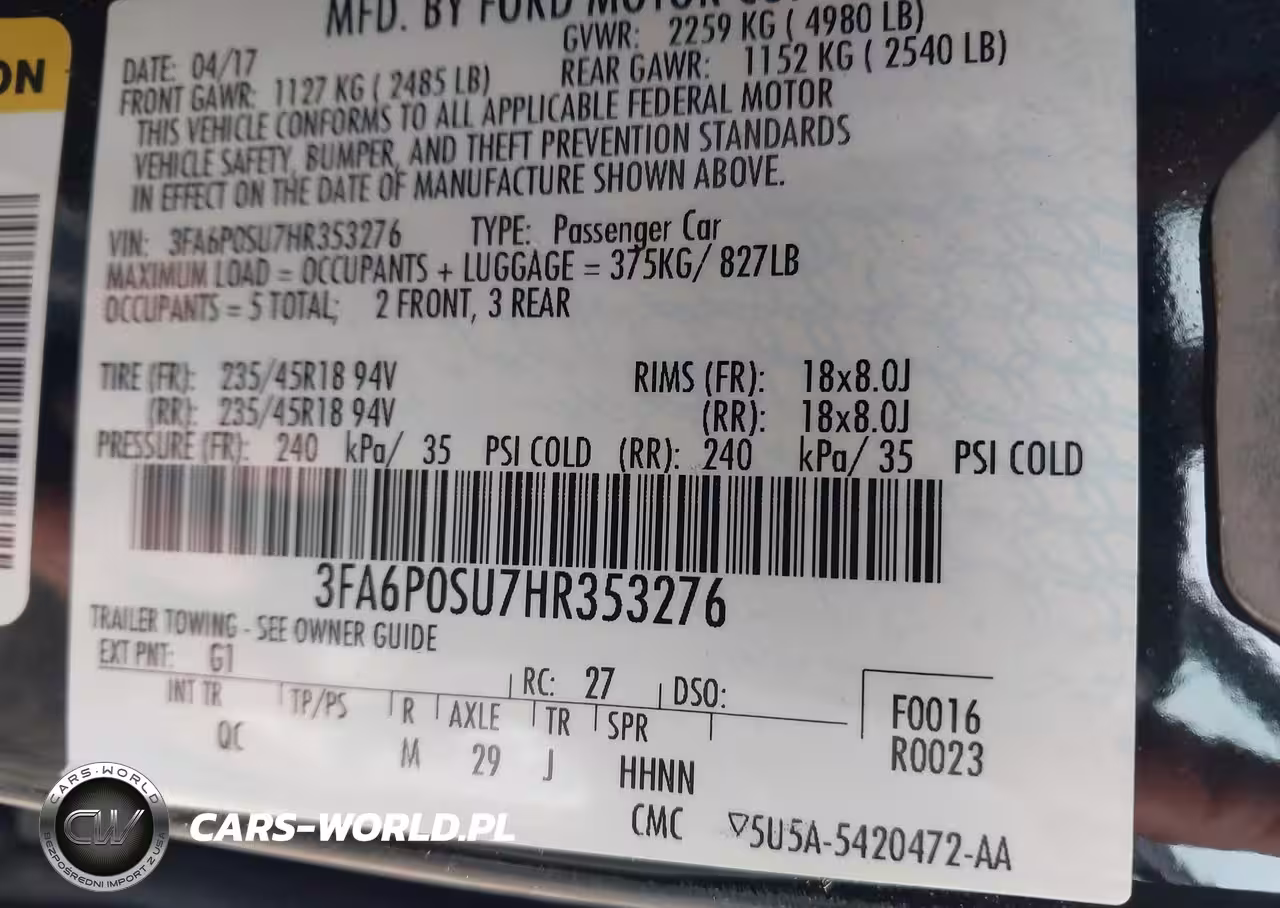 ON
MFD. BY FORD MOTOR
DATE: 04/17 GVWR: 2259 KG ( 4980 LB)
FRONT GAWR: 1127 KG ( 2485 LB) REAR GAWR: 1152 KG ( 2540 LB)
THIS VEHICLE CONFORMS TO ALL APPLICABLE FEDERAL MOTOR
VEHICLE SAFETY, BUMPER, AND THEFT PREVENTION STANDARDS
IN EFFECT ON THE DATE OF MANUFACTURE SHOWN ABOVE.
VIN: 3FA6P0SU7HR353276 TYPE: Passenger Car
MAXIMUM LOAD = OCCUPANTS + LUGGAGE = 375KG/ 827LB
OCCUPANTS = 5 TOTAL; 2 FRONT, 3 REAR
TIRE (FR): 235/45R18 94V RIMS (FR): 18x8.0J
(RR): 235/45R18 94V (RR): 18x8.0J
PRESSURE (FR): 240 kPa/ 35 PSI COLD (RR): 240 kPa/ 35 PSI COLD
3FA6P0SU7HR353276
TRAILER TOWING - SEE OWNER GUIDE
EXT PNT: G1 RC: 27 DSO:
INT TR TP/PS R AXLE TR SPR F0016
QC M 29 J HHNN R0023
CMC ▽5U5A-5420472-AA
CARS-WORLD
CW
BEZPOŚREDNI IMPORT Z USA
CARS-WORLD.PL